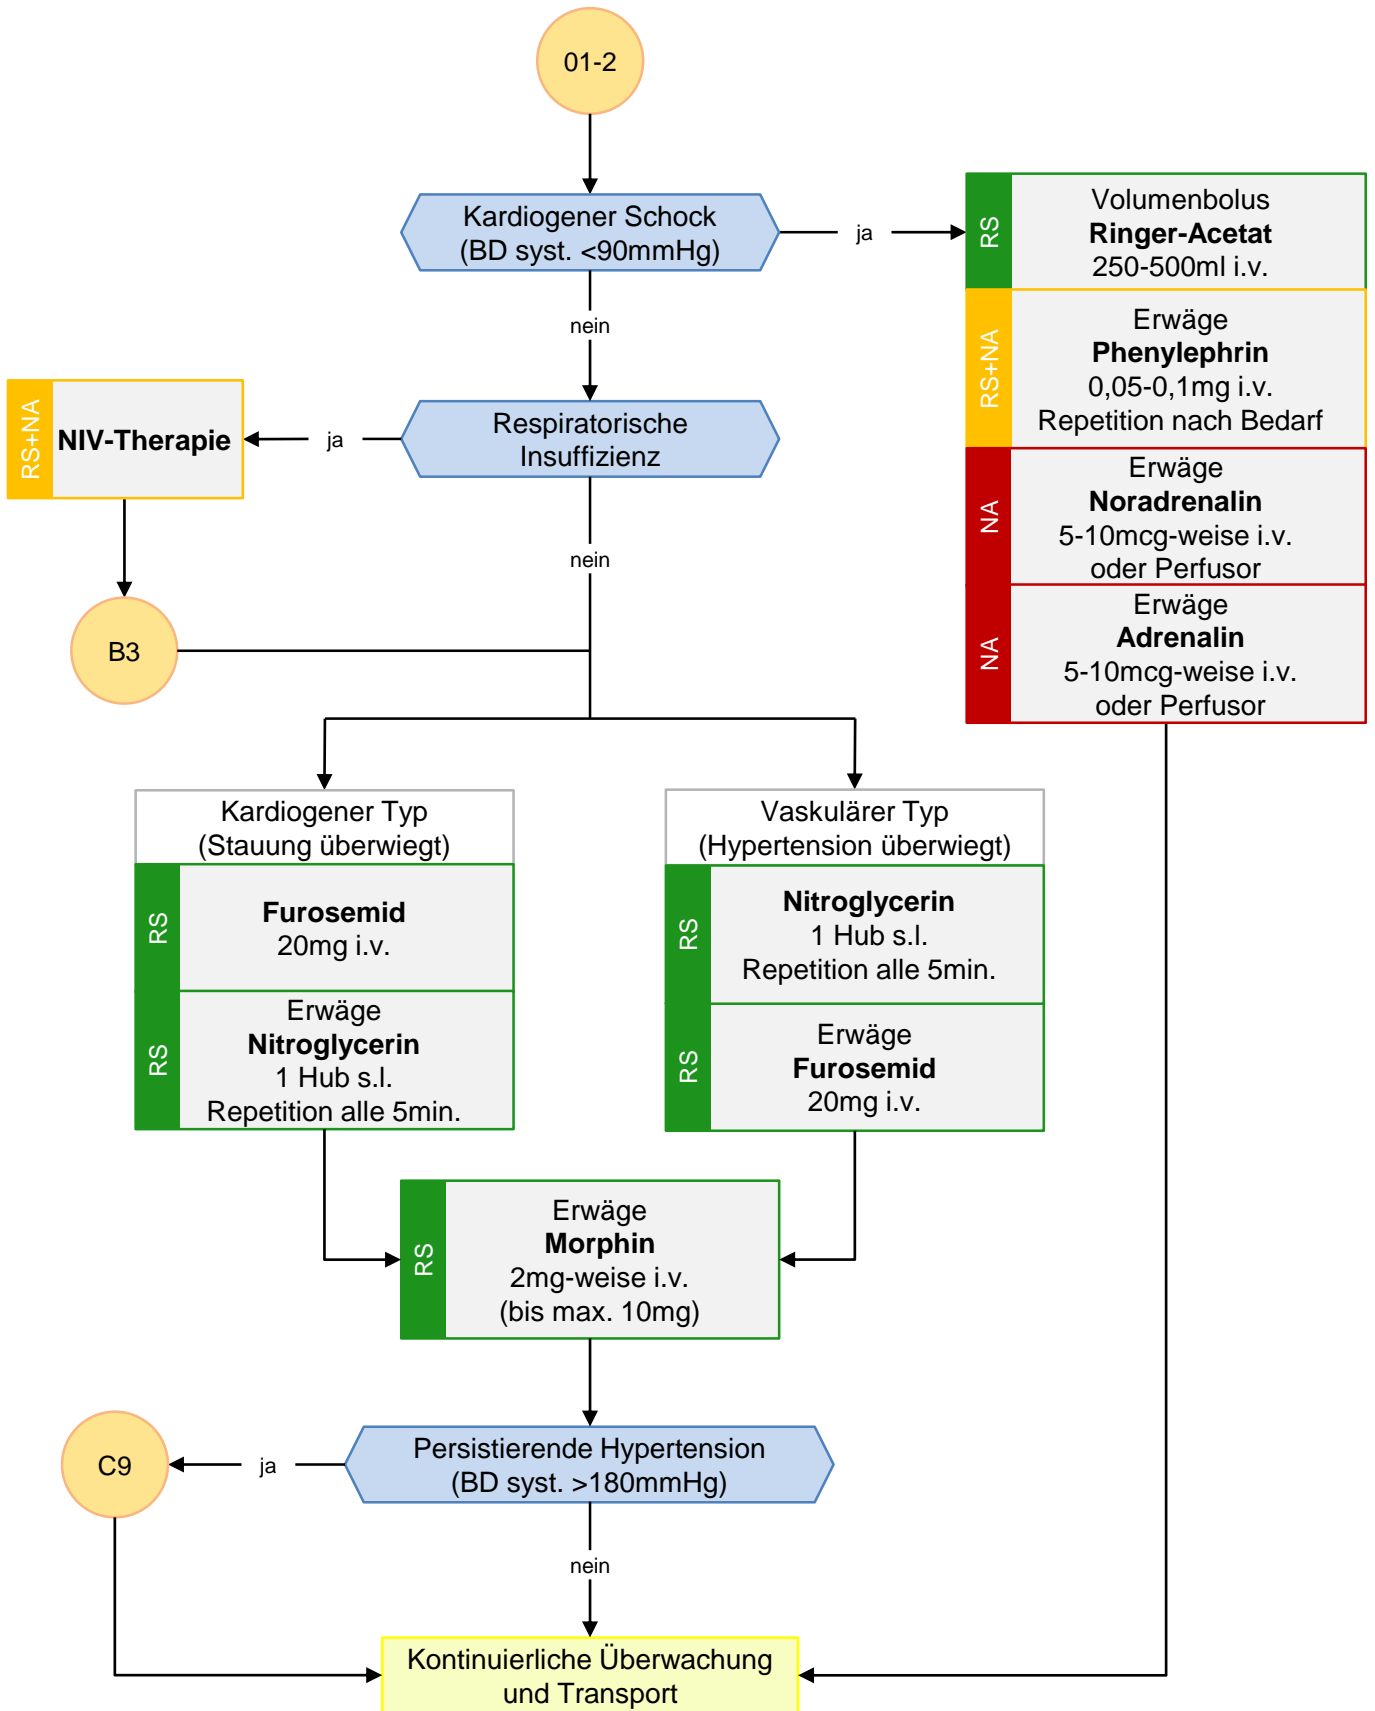 01-2
Kardiogener Schock
(BD syst. <90mmHg)
ja
RS
Volumenbolus
Ringer-Acetat
250-500ml i.v.
RS+NA
Erwäge
Phenylephrin
0,05-0,1mg i.v.
Repetition nach Bedarf
NA
Erwäge
Noradrenalin
5-10mcg-weise i.v.
oder Perfusor
NA
Erwäge
Adrenalin
5-10mcg-weise i.v.
oder Perfusor
nein
Respiratorische
Insuffizienz
ja
RS+NA
NIV-Therapie
B3
nein
Kardiogener Typ
(Stauung überwiegt)
RS
Furosemid
20mg i.v.
RS
Erwäge
Nitroglycerin
1 Hub s.l.
Repetition alle 5min.
Vaskulärer Typ
(Hypertension überwiegt)
RS
Nitroglycerin
1 Hub s.l.
Repetition alle 5min.
RS
Erwäge
Furosemid
20mg i.v.
RS
Erwäge
Morphin
2mg-weise i.v.
(bis max. 10mg)
Persistierende Hypertension
(BD syst. >180mmHg)
ja
C9
nein
Kontinuierliche Überwachung
und Transport